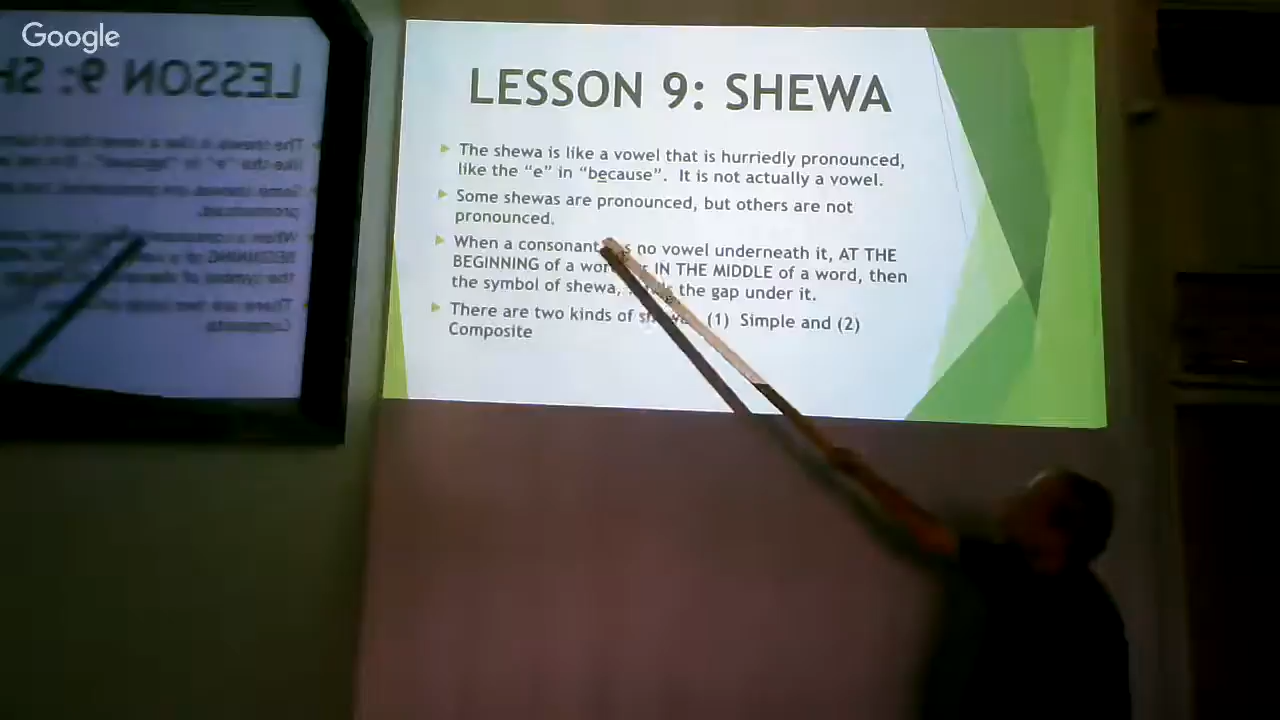 Google
LESSON 9: SHEWA
The shewa is like a vowel that is hurriedly pronounced,
like the “e” in “because”. It is not actually a vowel.
Some shewas are pronounced, but others are not
pronounced.
When a consonant no vowel underneath it, AT THE
BEGINNING of a IN THE MIDDLE of a word, then
the symbol of shewa, the gap under it.
There are two kinds of (1) Simple and (2)
Composite
LESSON 9: